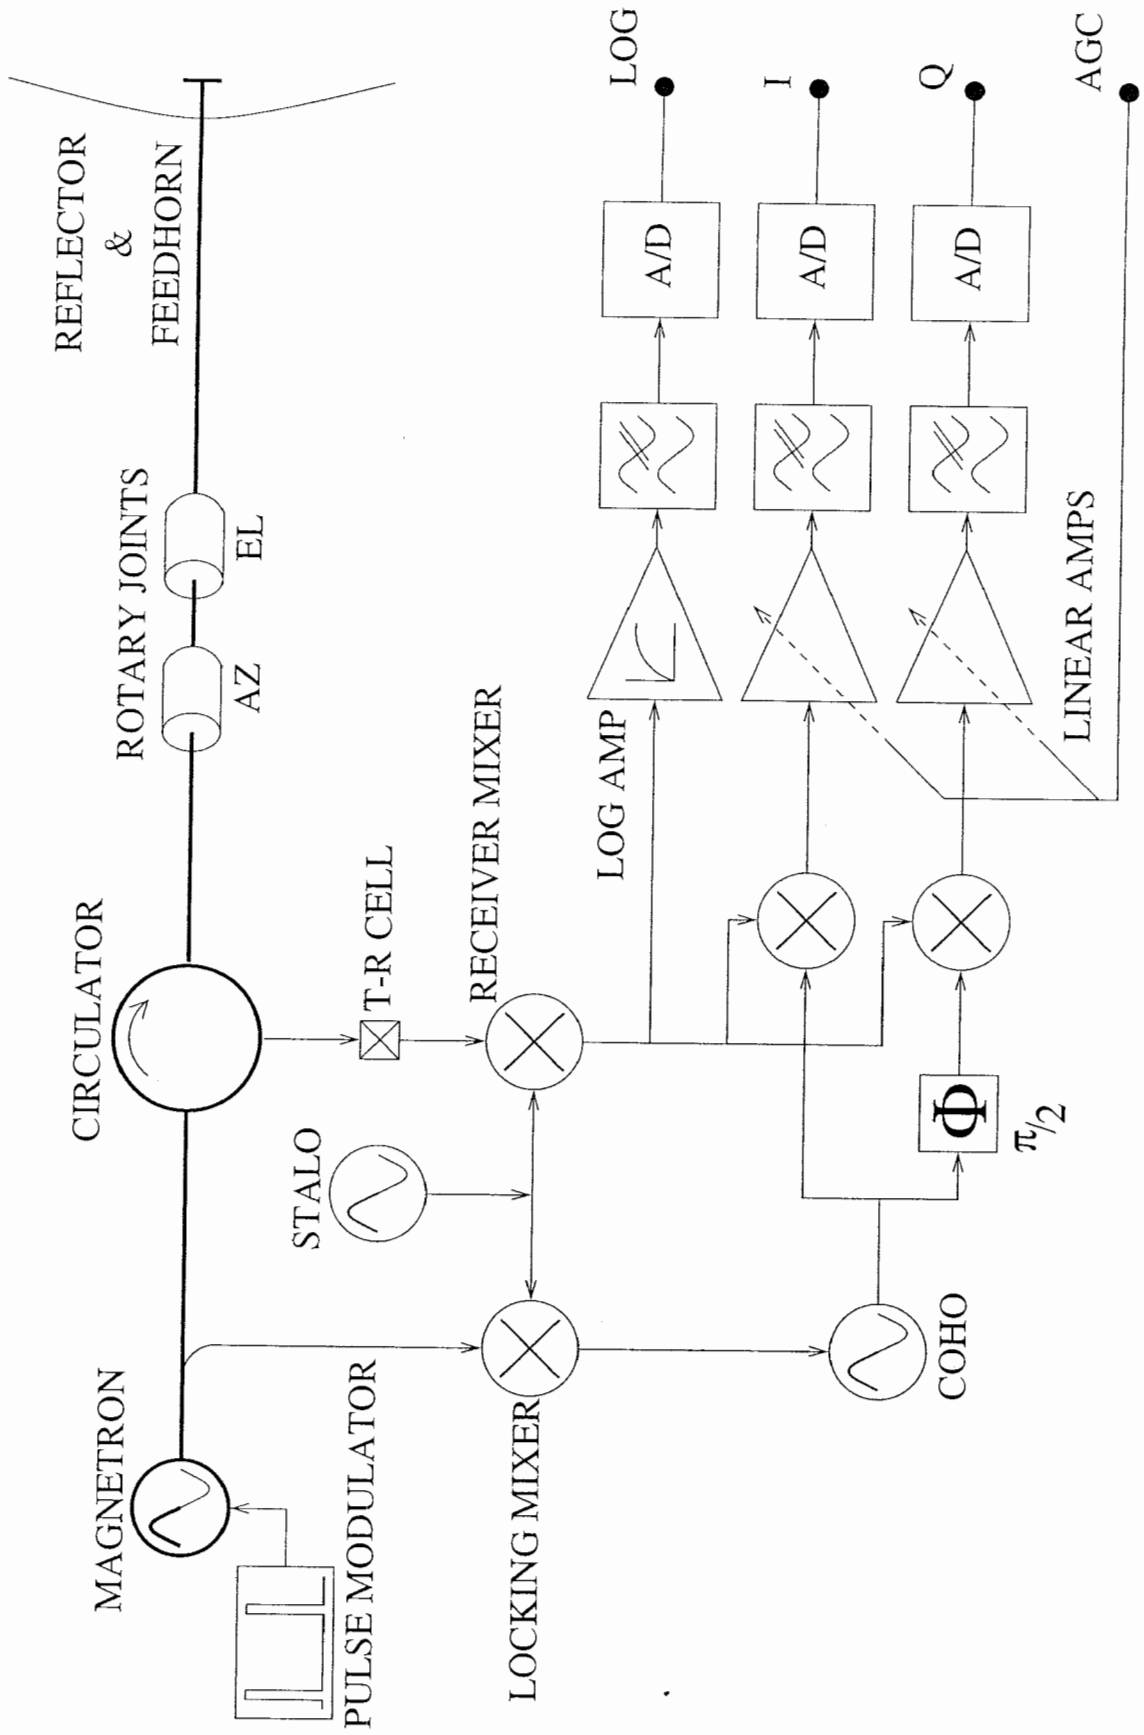 REFLECTOR
&
FEEDHORN
ROTARY JOINTS
AZ
EL
CIRCULATOR
MAGNETRON
PULSE MODULATOR
T-R CELL
STALO
RECEIVER MIXER
LOCKING MIXER
COHO
Φ
π/2
LOG AMP
LINEAR AMPS
A/D
LOG
A/D
I
A/D
Q
AGC